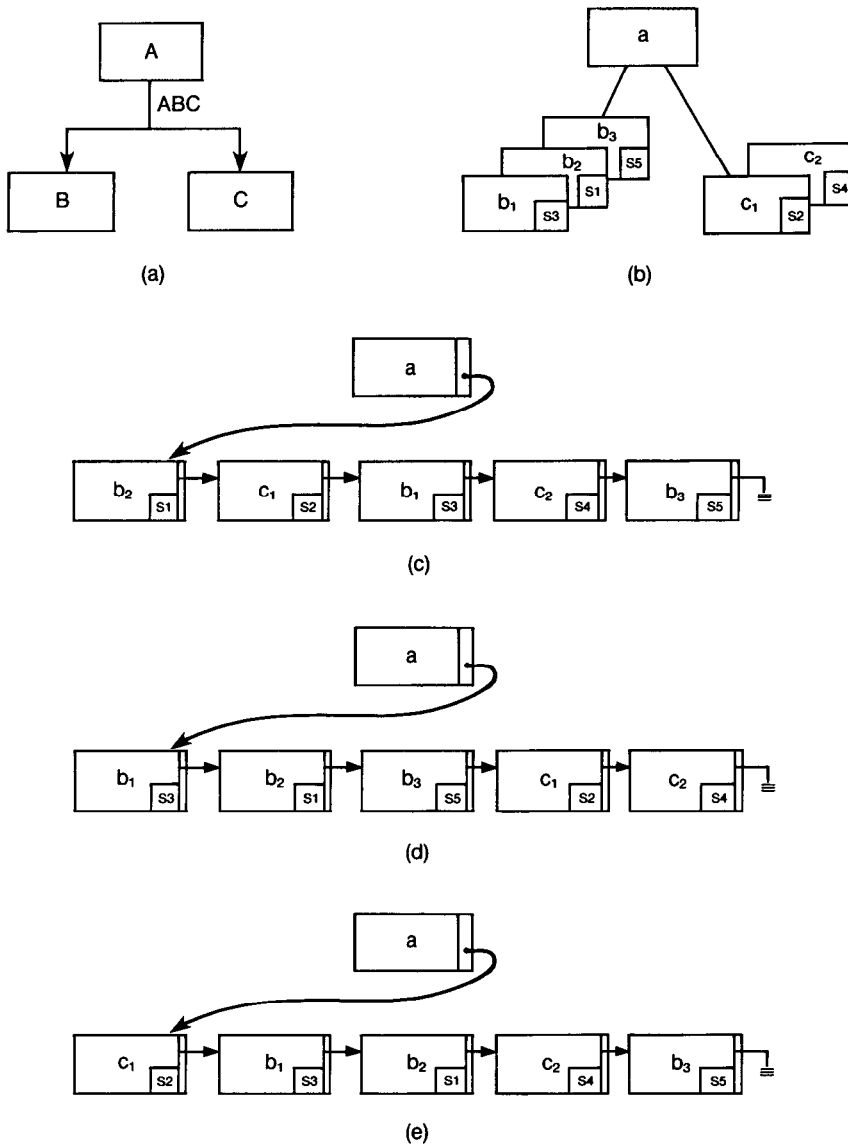 A
ABC
B
C
(a)
a
b₃
S5
b₂
S1
b₁
S3
c₂
S4
c₁
S2
(b)
a
b₂ S1
c₁ S2
b₁ S3
c₂ S4
b₃ S5
(c)
a
b₁ S3
b₂ S1
b₃ S5
c₁ S2
c₂ S4
(d)
a
c₁ S2
b₁ S3
b₂ S1
c₂ S4
b₃ S5
(e)